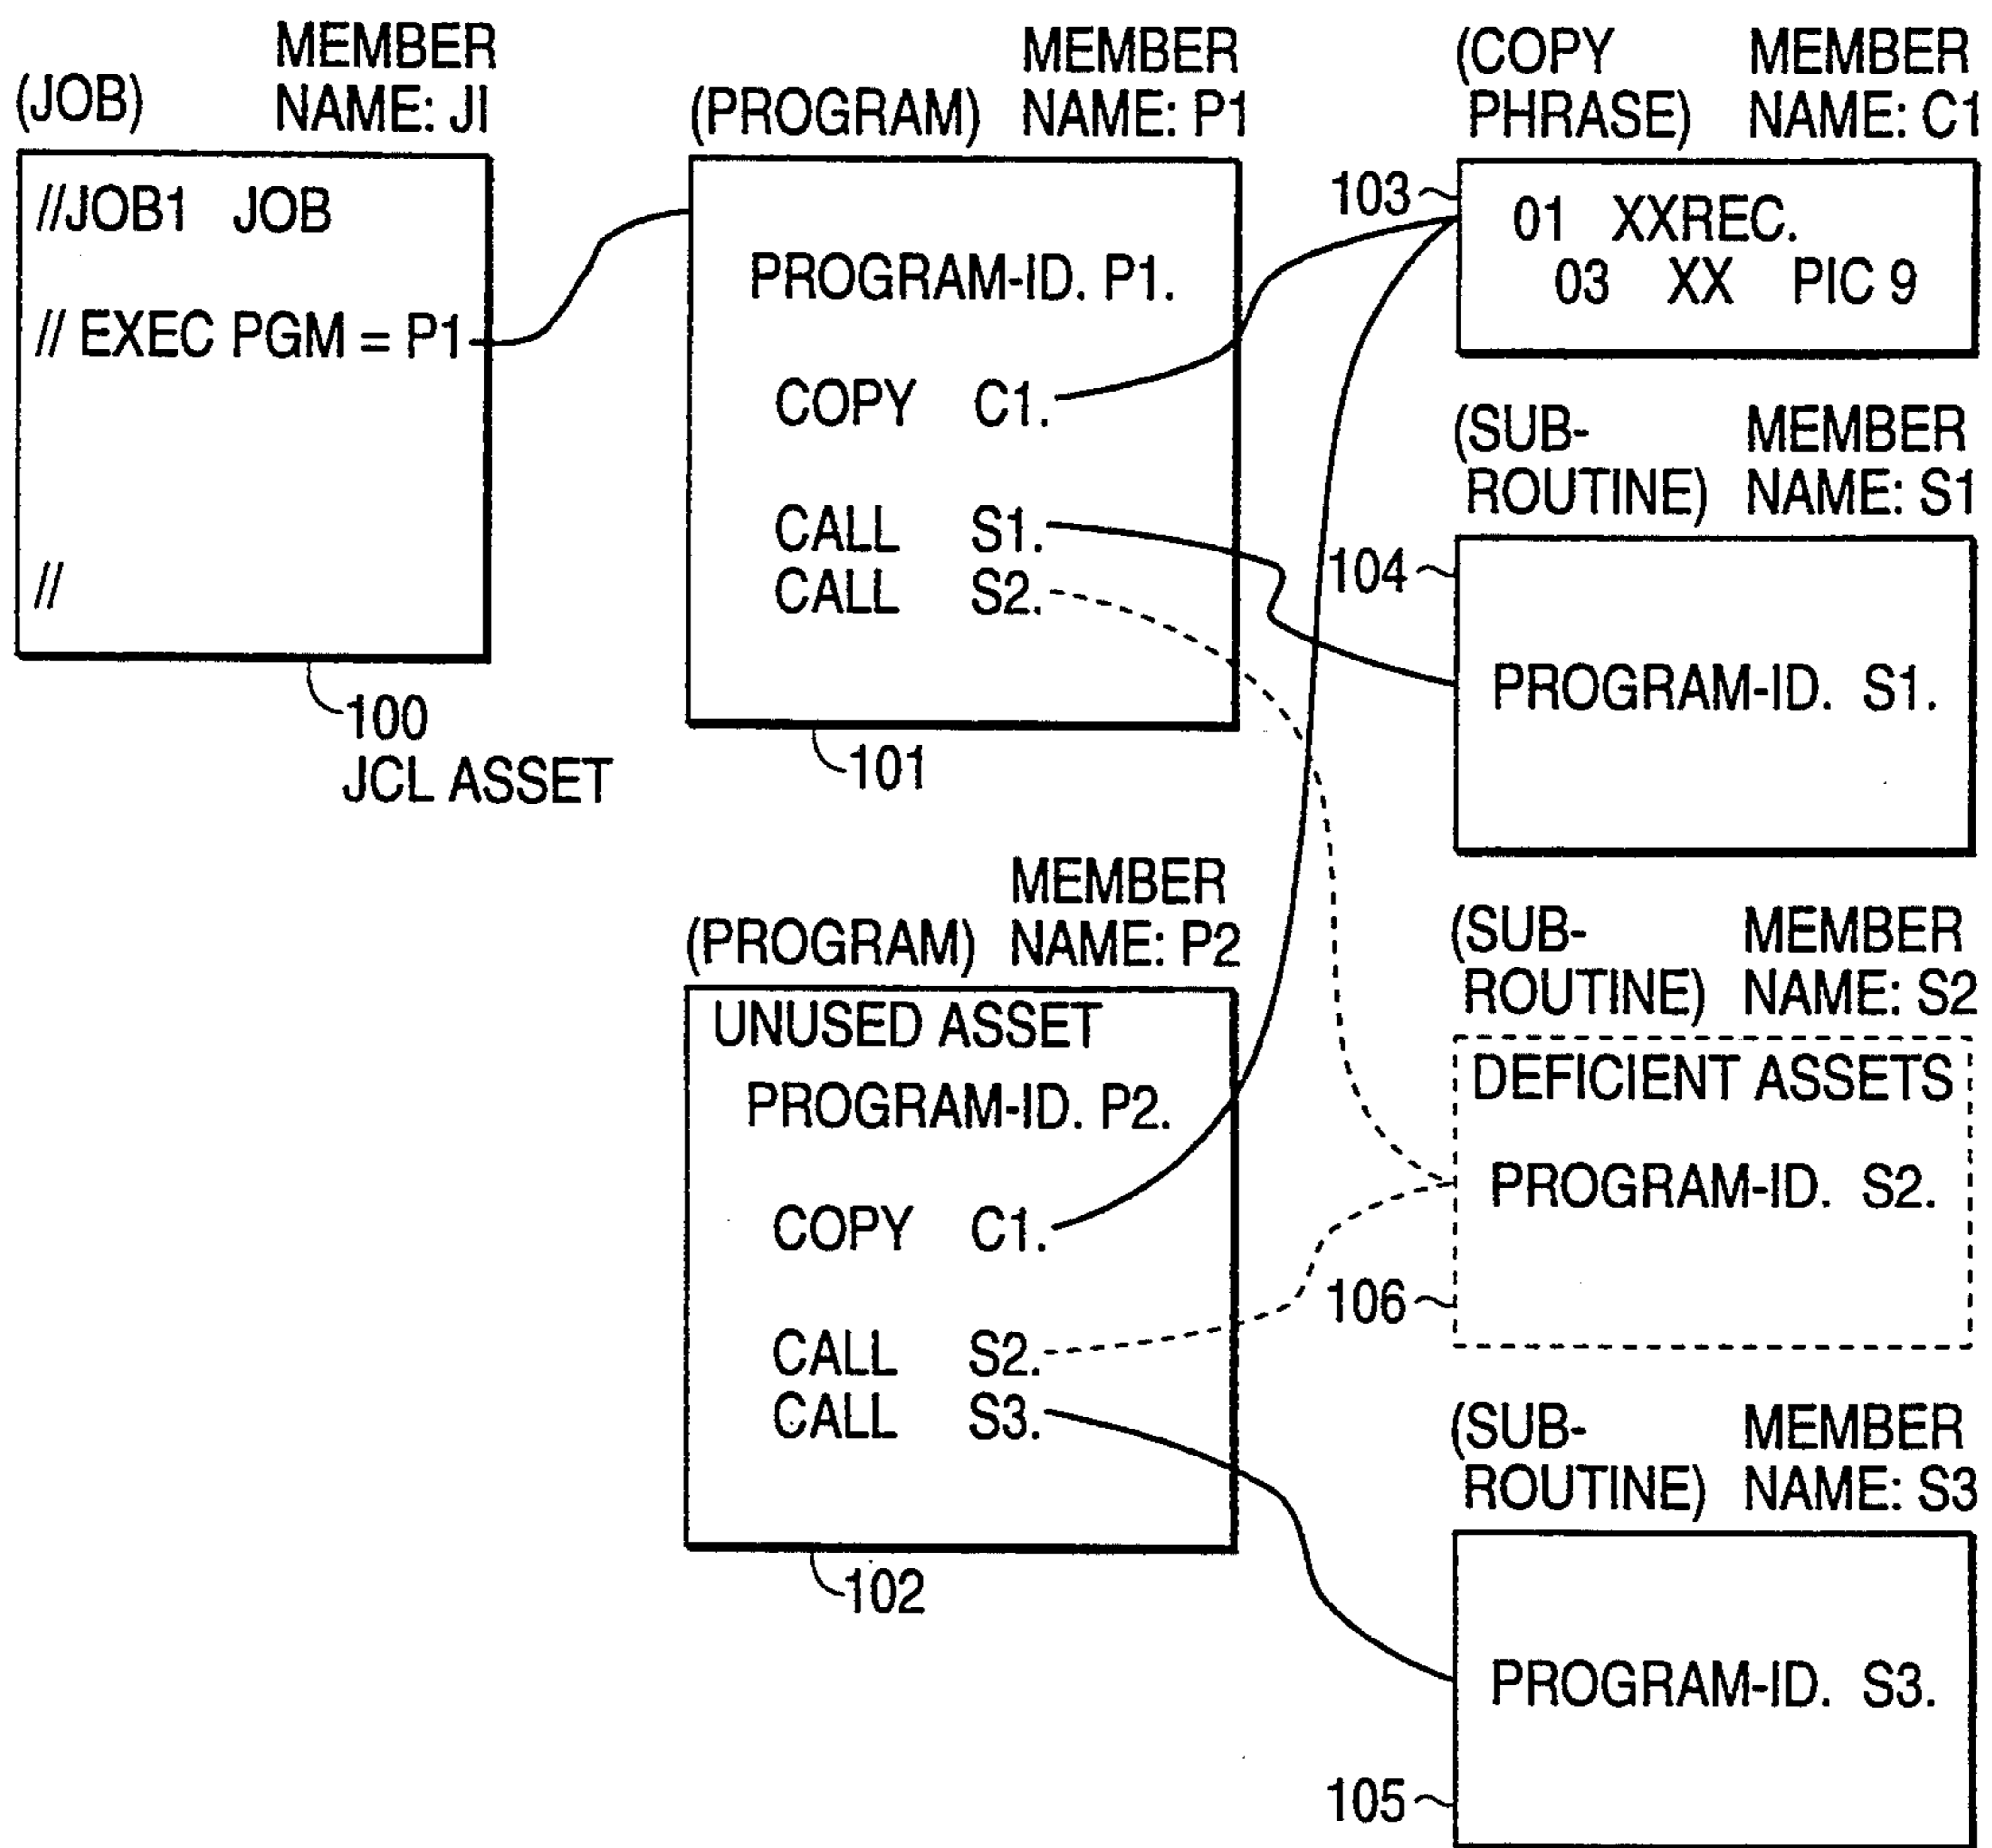 (JOB)
MEMBER
NAME: JI
//JOB1 JOB
// EXEC PGM = P1
//
100
JCL ASSET
(PROGRAM)
MEMBER
NAME: P1
PROGRAM-ID. P1.
COPY C1.
CALL S1.
CALL S2.
101
(PROGRAM)
MEMBER
NAME: P2
UNUSED ASSET
PROGRAM-ID. P2.
COPY C1.
CALL S2.
CALL S3.
102
(COPY
PHRASE)
MEMBER
NAME: C1
103
01 XXREC.
03 XX PIC 9
(SUB-
ROUTINE)
MEMBER
NAME: S1
104
PROGRAM-ID. S1.
(SUB-
ROUTINE)
MEMBER
NAME: S2
DEFICIENT ASSETS
PROGRAM-ID. S2.
106
(SUB-
ROUTINE)
MEMBER
NAME: S3
PROGRAM-ID. S3.
105